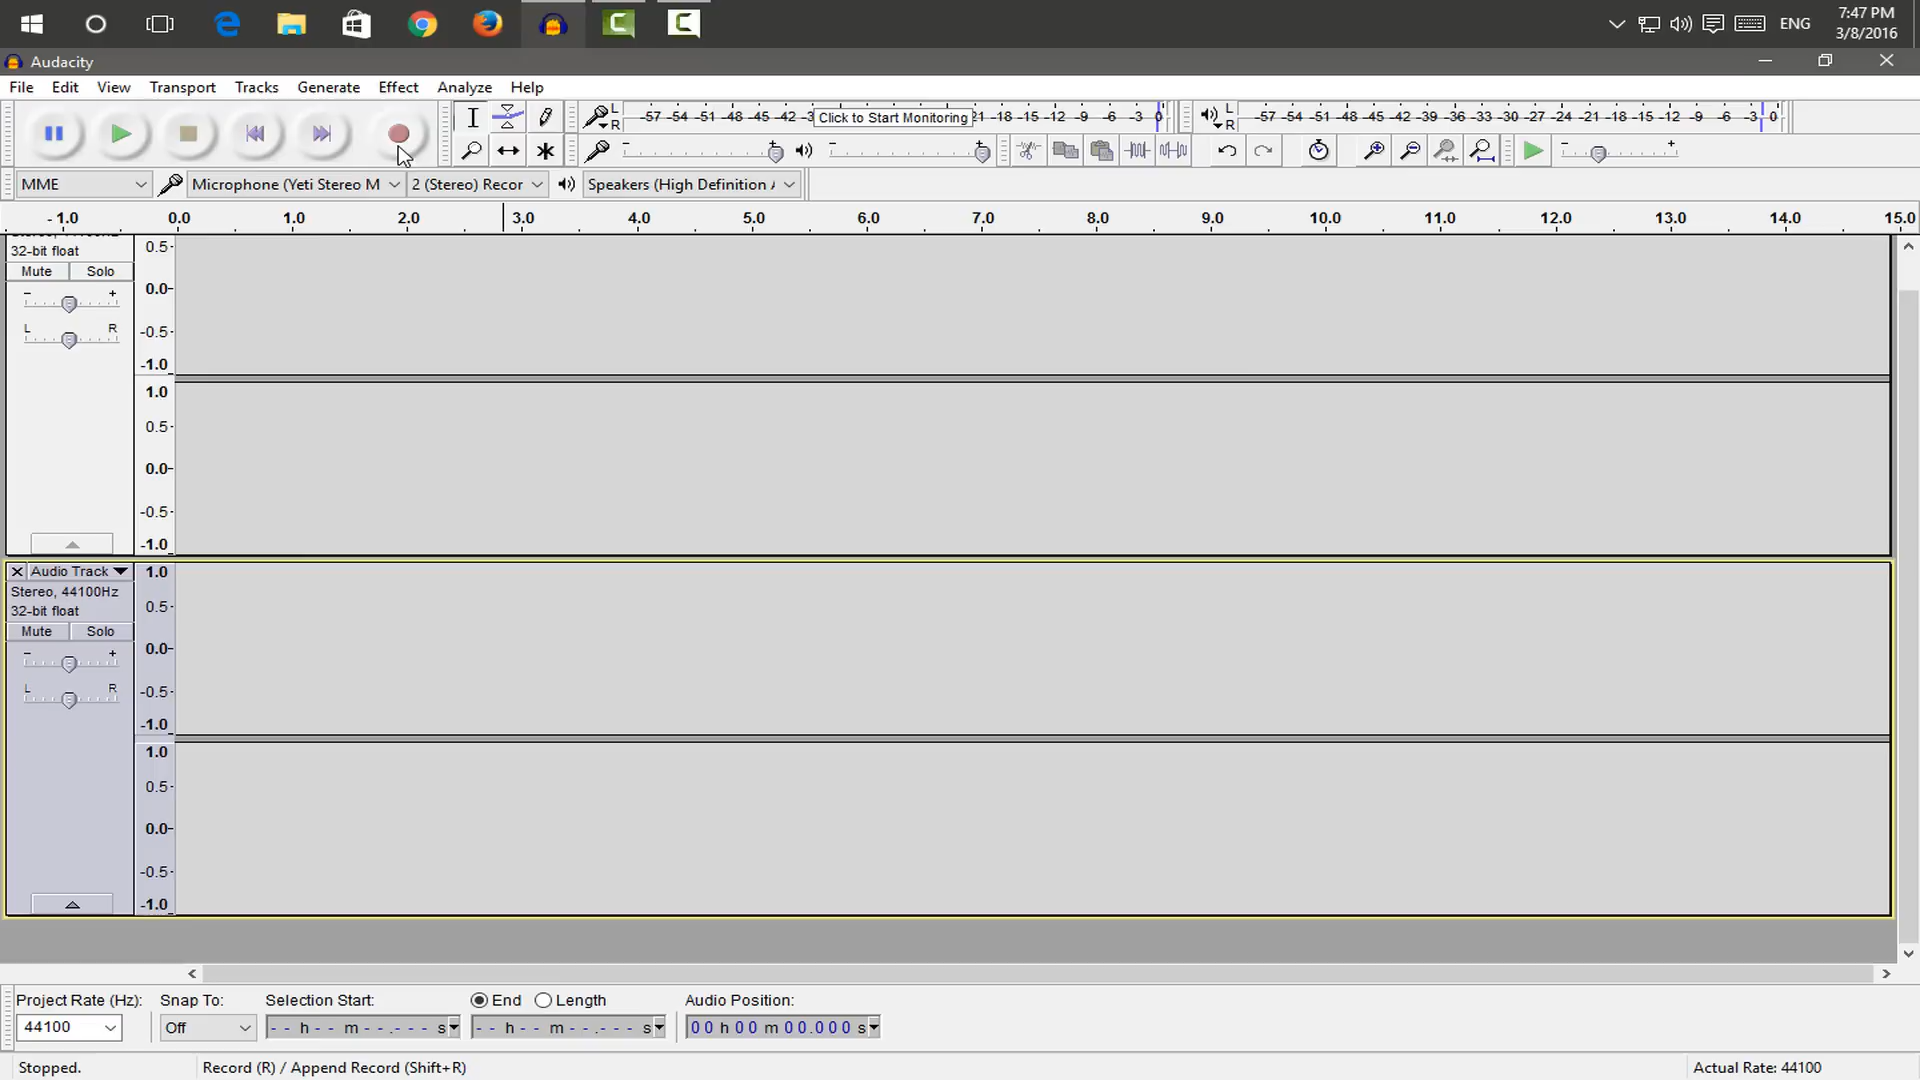 ENG
7:47 PM
3/8/2016
Audacity
File Edit View Transport Tracks Generate Effect Analyze Help
L
R
-57 -54 -51 -48 -45 -42 -3 Click to Start Monitoring -18 -15 -12 -9 -6 -3 0
L
R
-57 -54 -51 -48 -45 -42 -39 -36 -33 -30 -27 -24 -21 -18 -15 -12 -9 -6 -3 0
MME Microphone (Yeti Stereo M 2 (Stereo) Recor Speakers (High Definition
- 1.0 0.0 1.0 2.0 3.0 4.0 5.0 6.0 7.0 8.0 9.0 10.0 11.0 12.0 13.0 14.0 15.0
32-bit float
Mute Solo
- +
L R
0.5
0.0
-0.5
-1.0
1.0
0.5
0.0
-0.5
-1.0
X Audio Track
Stereo, 44100Hz
32-bit float
Mute Solo
- +
L R
1.0
0.5
0.0
-0.5
-1.0
1.0
0.5
0.0
-0.5
-1.0
Project Rate (Hz): Snap To: Selection Start: End Length Audio Position:
44100 Off -- h -- m --.--- s -- h -- m --.--- s 00 h 00 m 00.000 s
Stopped. Record (R) / Append Record (Shift+R) Actual Rate: 44100